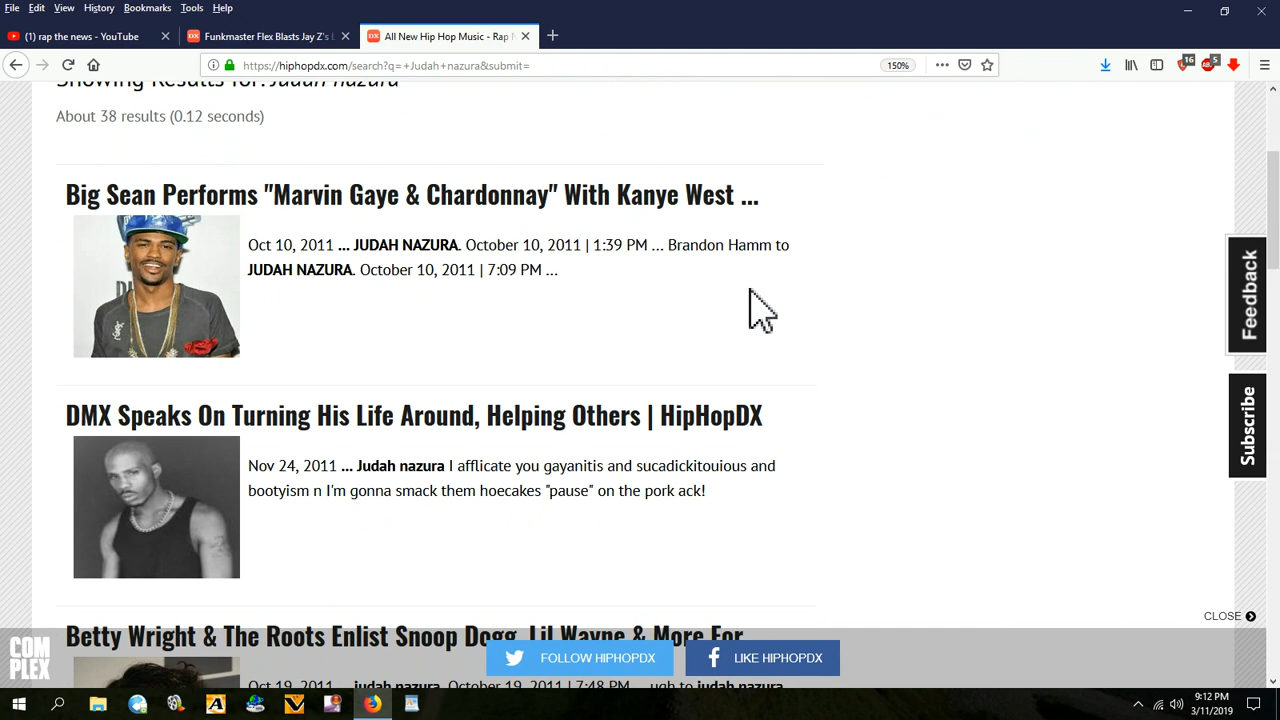 File Edit View History Bookmarks Tools Help
(1) rap the news - YouTube
Funkmaster Flex Blasts Jay Z's L
All New Hip Hop Music - Rap N
https://hiphopdx.com/search?q=+Judah+nazura&submit=
150%
16
5
Showing Results for: Judah nazura
About 38 results (0.12 seconds)
Big Sean Performs "Marvin Gaye & Chardonnay" With Kanye West ...
Oct 10, 2011 ... JUDAH NAZURA. October 10, 2011 | 1:39 PM ... Brandon Hamm to
JUDAH NAZURA. October 10, 2011 | 7:09 PM ...
DMX Speaks On Turning His Life Around, Helping Others | HipHopDX
Nov 24, 2011 ... Judah nazura I afflicate you gayanitis and sucadickitouious and
bootyism n I'm gonna smack them hoecakes "pause" on the pork ack!
Betty Wright & The Roots Enlist Snoop Dogg, Lil Wayne & More For
Oct 19, 2011 ... judah nazura. October 19, 2011 | 7:48 PM ... ugh to judah nazura
Feedback
Subscribe
CLOSE
COMPLEX
FOLLOW HIPHOPDX
LIKE HIPHOPDX
9:12 PM
3/11/2019